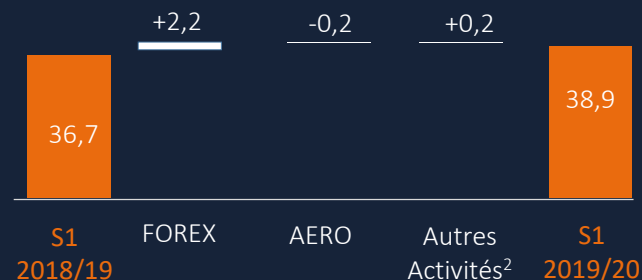 +2,2
-0,2
+0,2
36,7
38,9
S1
2018/19
FOREX
AERO
Autres
Activités²
S1
2019/20